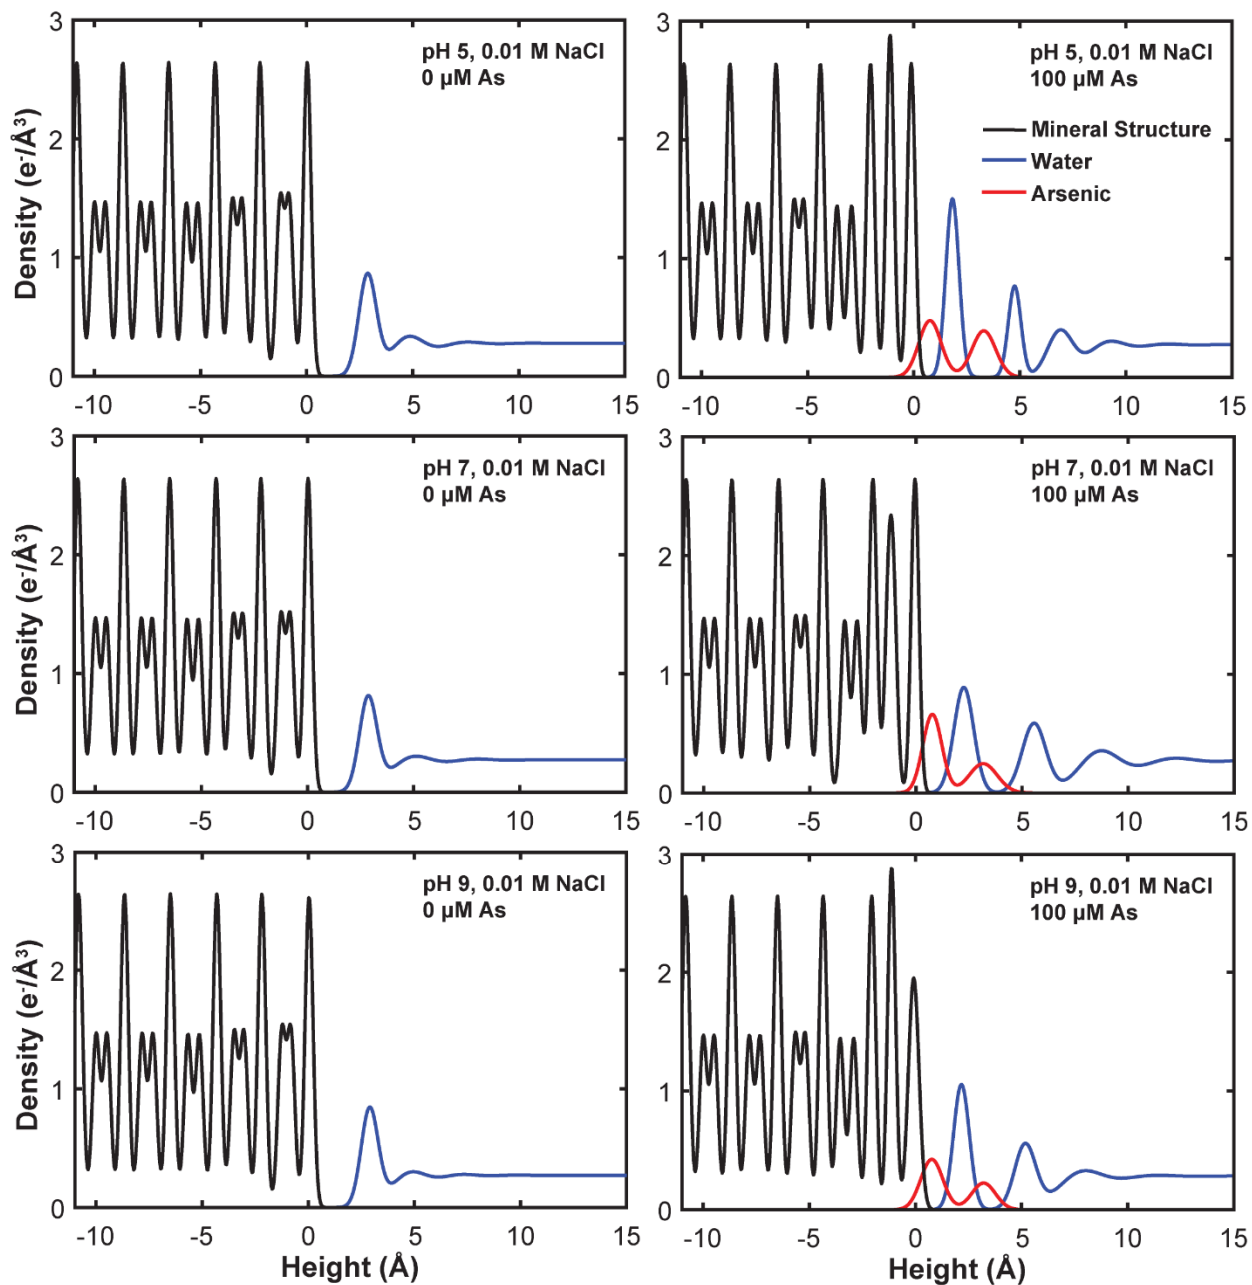 3
2
1
0
Density (e-/Å3)
pH 5, 0.01 M NaCl
0 µM As
-10 -5 0 5 10 15
3
2
1
0
pH 5, 0.01 M NaCl
100 µM As
Mineral Structure
Water
Arsenic
-10 -5 0 5 10 15
3
2
1
0
Density (e-/Å3)
pH 7, 0.01 M NaCl
0 µM As
-10 -5 0 5 10 15
3
2
1
0
pH 7, 0.01 M NaCl
100 µM As
-10 -5 0 5 10 15
3
2
1
0
Density (e-/Å3)
pH 9, 0.01 M NaCl
0 µM As
-10 -5 0 5 10 15
Height (Å)
3
2
1
0
pH 9, 0.01 M NaCl
100 µM As
-10 -5 0 5 10 15
Height (Å)